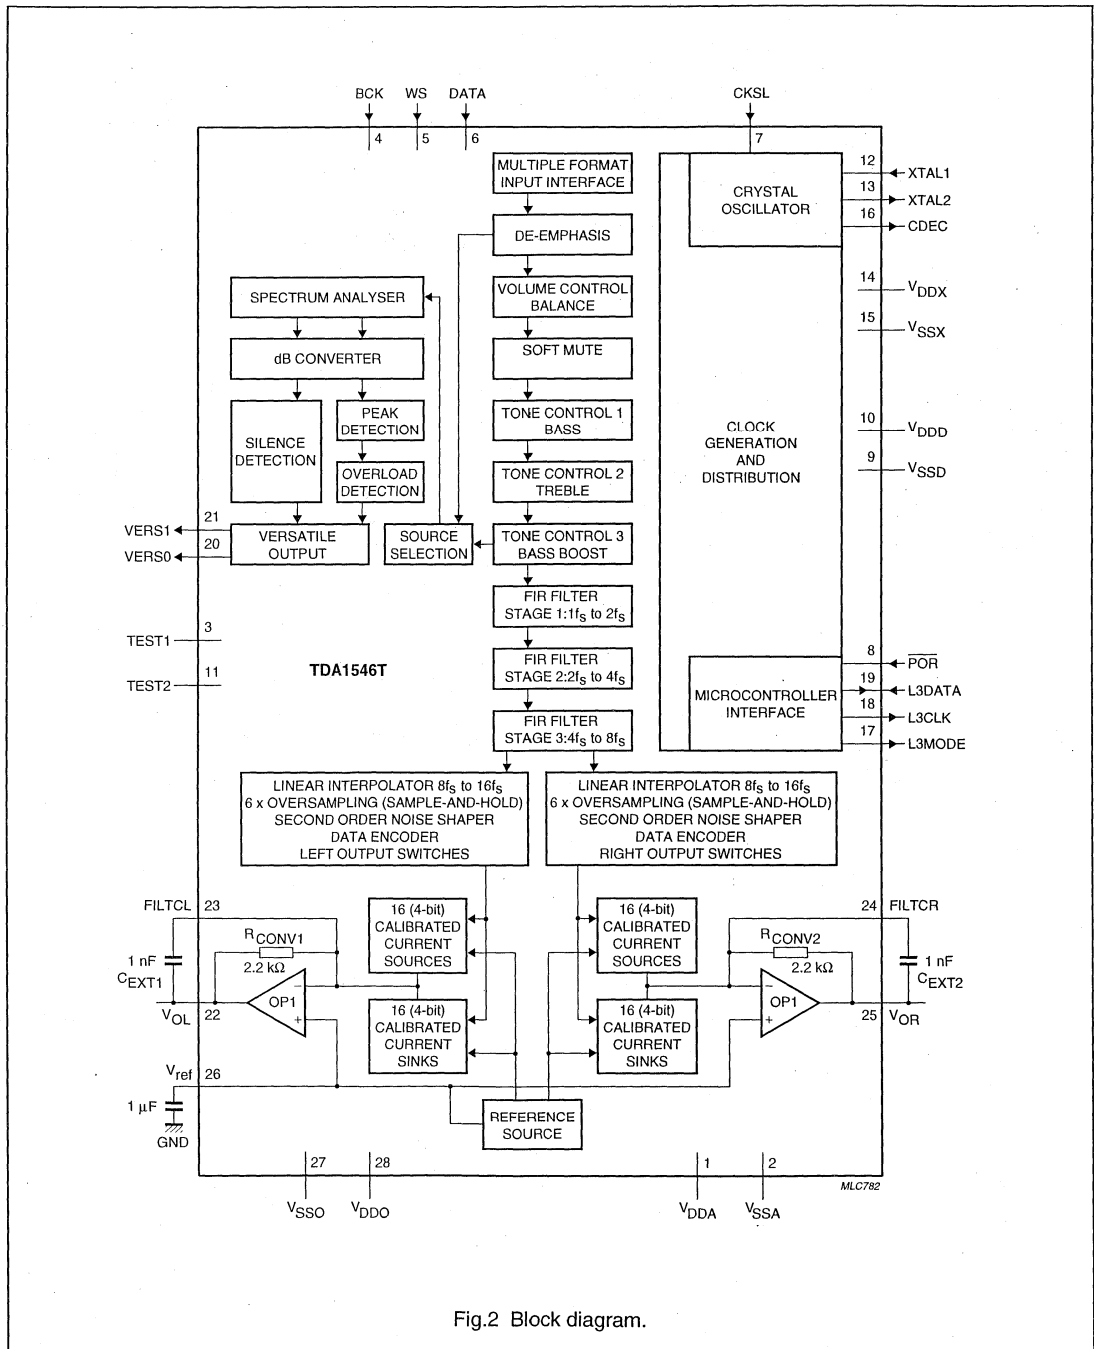 BCK WS DATA CKSL
4 5 6 7
MULTIPLE FORMAT
INPUT INTERFACE
DE-EMPHASIS
VOLUME CONTROL
BALANCE
SOFT MUTE
TONE CONTROL 1
BASS
TONE CONTROL 2
TREBLE
TONE CONTROL 3
BASS BOOST
FIR FILTER
STAGE 1:1fS to 2fS
FIR FILTER
STAGE 2:2fS to 4fS
FIR FILTER
STAGE 3:4fS to 8fS
SPECTRUM ANALYSER
dB CONVERTER
SILENCE
DETECTION
PEAK
DETECTION
OVERLOAD
DETECTION
VERSATILE
OUTPUT
SOURCE
SELECTION
VERS1 21
VERS0 20
TEST1 3
TEST2 11
TDA1546T
CRYSTAL
OSCILLATOR
CLOCK
GENERATION
AND
DISTRIBUTION
MICROCONTROLLER
INTERFACE
12 XTAL1
13 XTAL2
16 CDEC
14 VDDX
15 VSSX
10 VDDD
9 VSSD
8 POR
19 L3DATA
18 L3CLK
17 L3MODE
LINEAR INTERPOLATOR 8fS to 16fS
6 x OVERSAMPLING (SAMPLE-AND-HOLD)
SECOND ORDER NOISE SHAPER
DATA ENCODER
LEFT OUTPUT SWITCHES
LINEAR INTERPOLATOR 8fS to 16fS
6 x OVERSAMPLING (SAMPLE-AND-HOLD)
SECOND ORDER NOISE SHAPER
DATA ENCODER
RIGHT OUTPUT SWITCHES
FILTCL 23
RCONV1
2.2 kΩ
1 nF
CEXT1
OP1
−
+
VOL 22
16 (4-bit)
CALIBRATED
CURRENT
SOURCES
16 (4-bit)
CALIBRATED
CURRENT
SINKS
16 (4-bit)
CALIBRATED
CURRENT
SOURCES
16 (4-bit)
CALIBRATED
CURRENT
SINKS
24 FILTCR
RCONV2
2.2 kΩ
1 nF
CEXT2
−
OP1
+
25 VOR
Vref 26
1 μF
GND
REFERENCE
SOURCE
27 28 1 2
MLC782
VSSO VDDO VDDA VSSA
Fig.2 Block diagram.